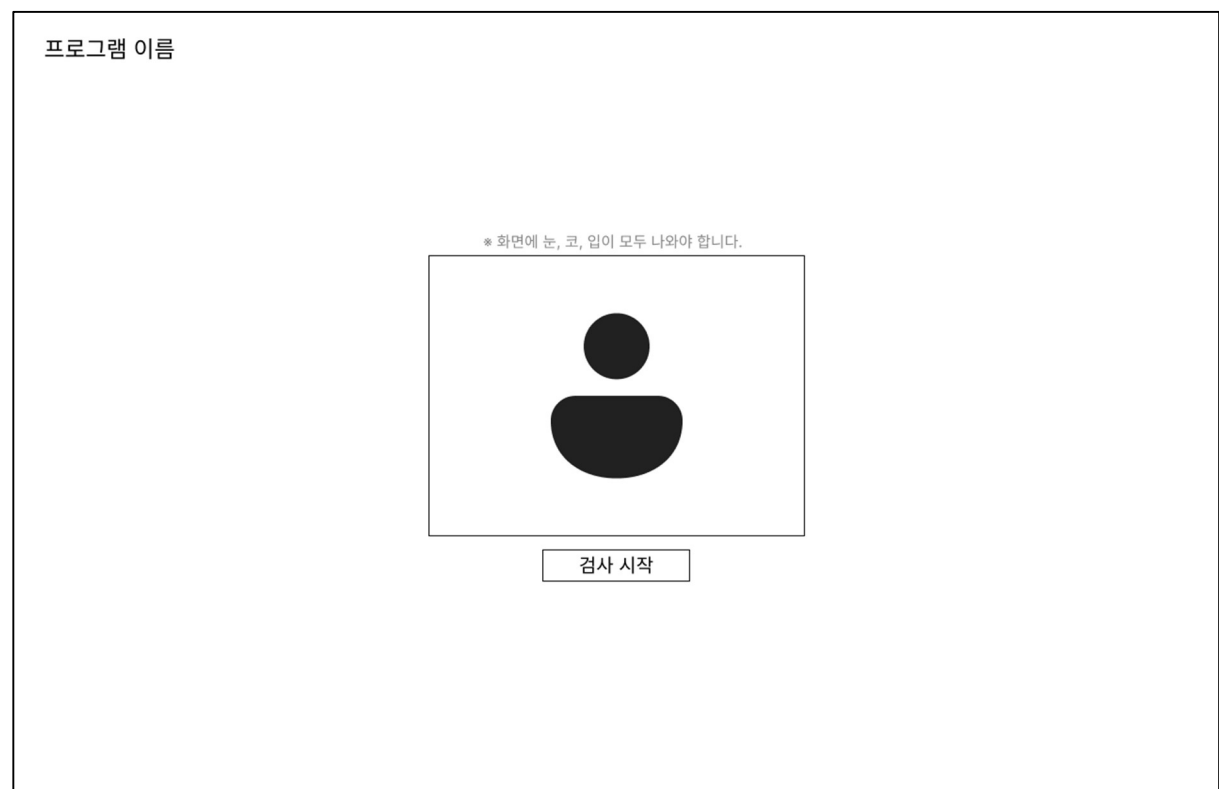 프로그램 이름
※ 화면에 눈, 코, 입이 모두 나와야 합니다.
검사 시작